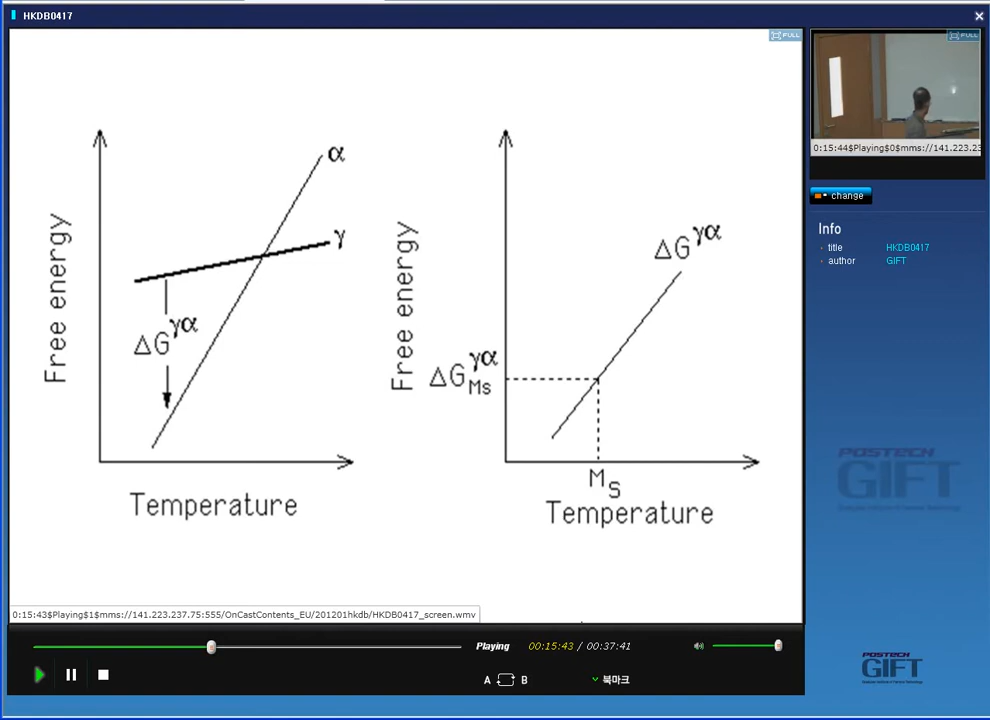 HKDB0417
FULL
FULL
α
γ
ΔG^γα
Free energy
Temperature
ΔG^γα
ΔG^γα_Ms
Free energy
M_S
Temperature
0:15:44$Playing$0$mms://141.223.23
change
Info
title HKDB0417
author GIFT
POSTECH
GIFT
0:15:43$Playing$1$mms://141.223.237.75:555/OnCastContents_EU/201201hkdb/HKDB0417_screen.wmv
Playing 00:15:43 / 00:37:41
A B 북마크
POSTECH
GIFT